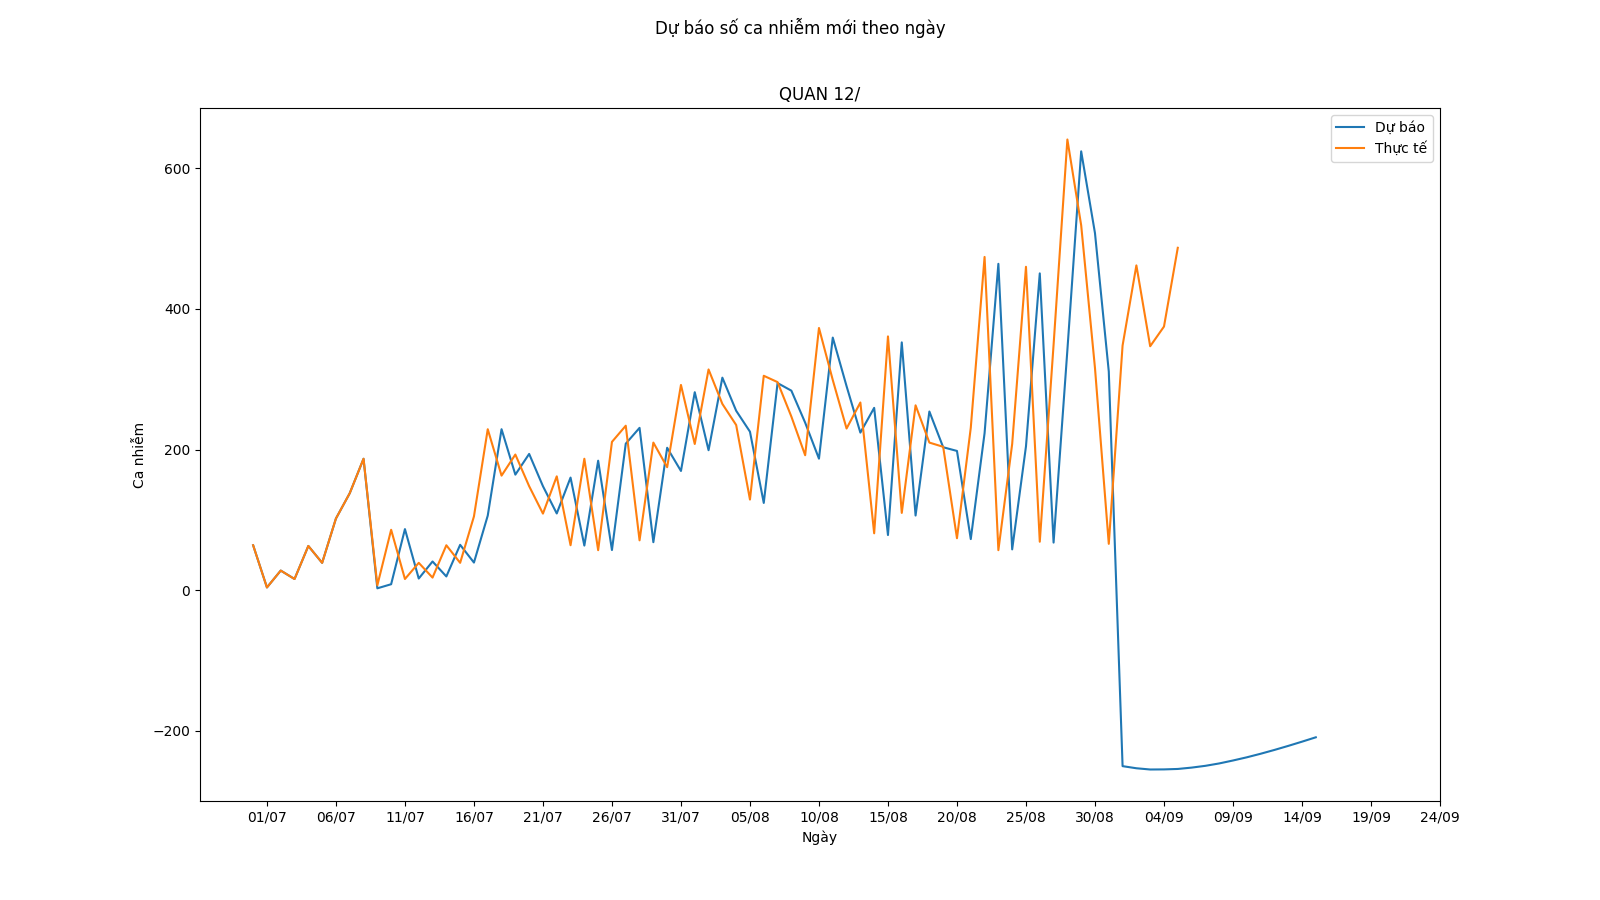 Dự báo số ca nhiễm mới theo ngày
QUAN 12/
Dự báo
Thực tế
Ca nhiễm
600
400
200
0
−200
01/07 06/07 11/07 16/07 21/07 26/07 31/07 05/08 10/08 15/08 20/08 25/08 30/08 04/09 09/09 14/09 19/09 24/09
Ngày